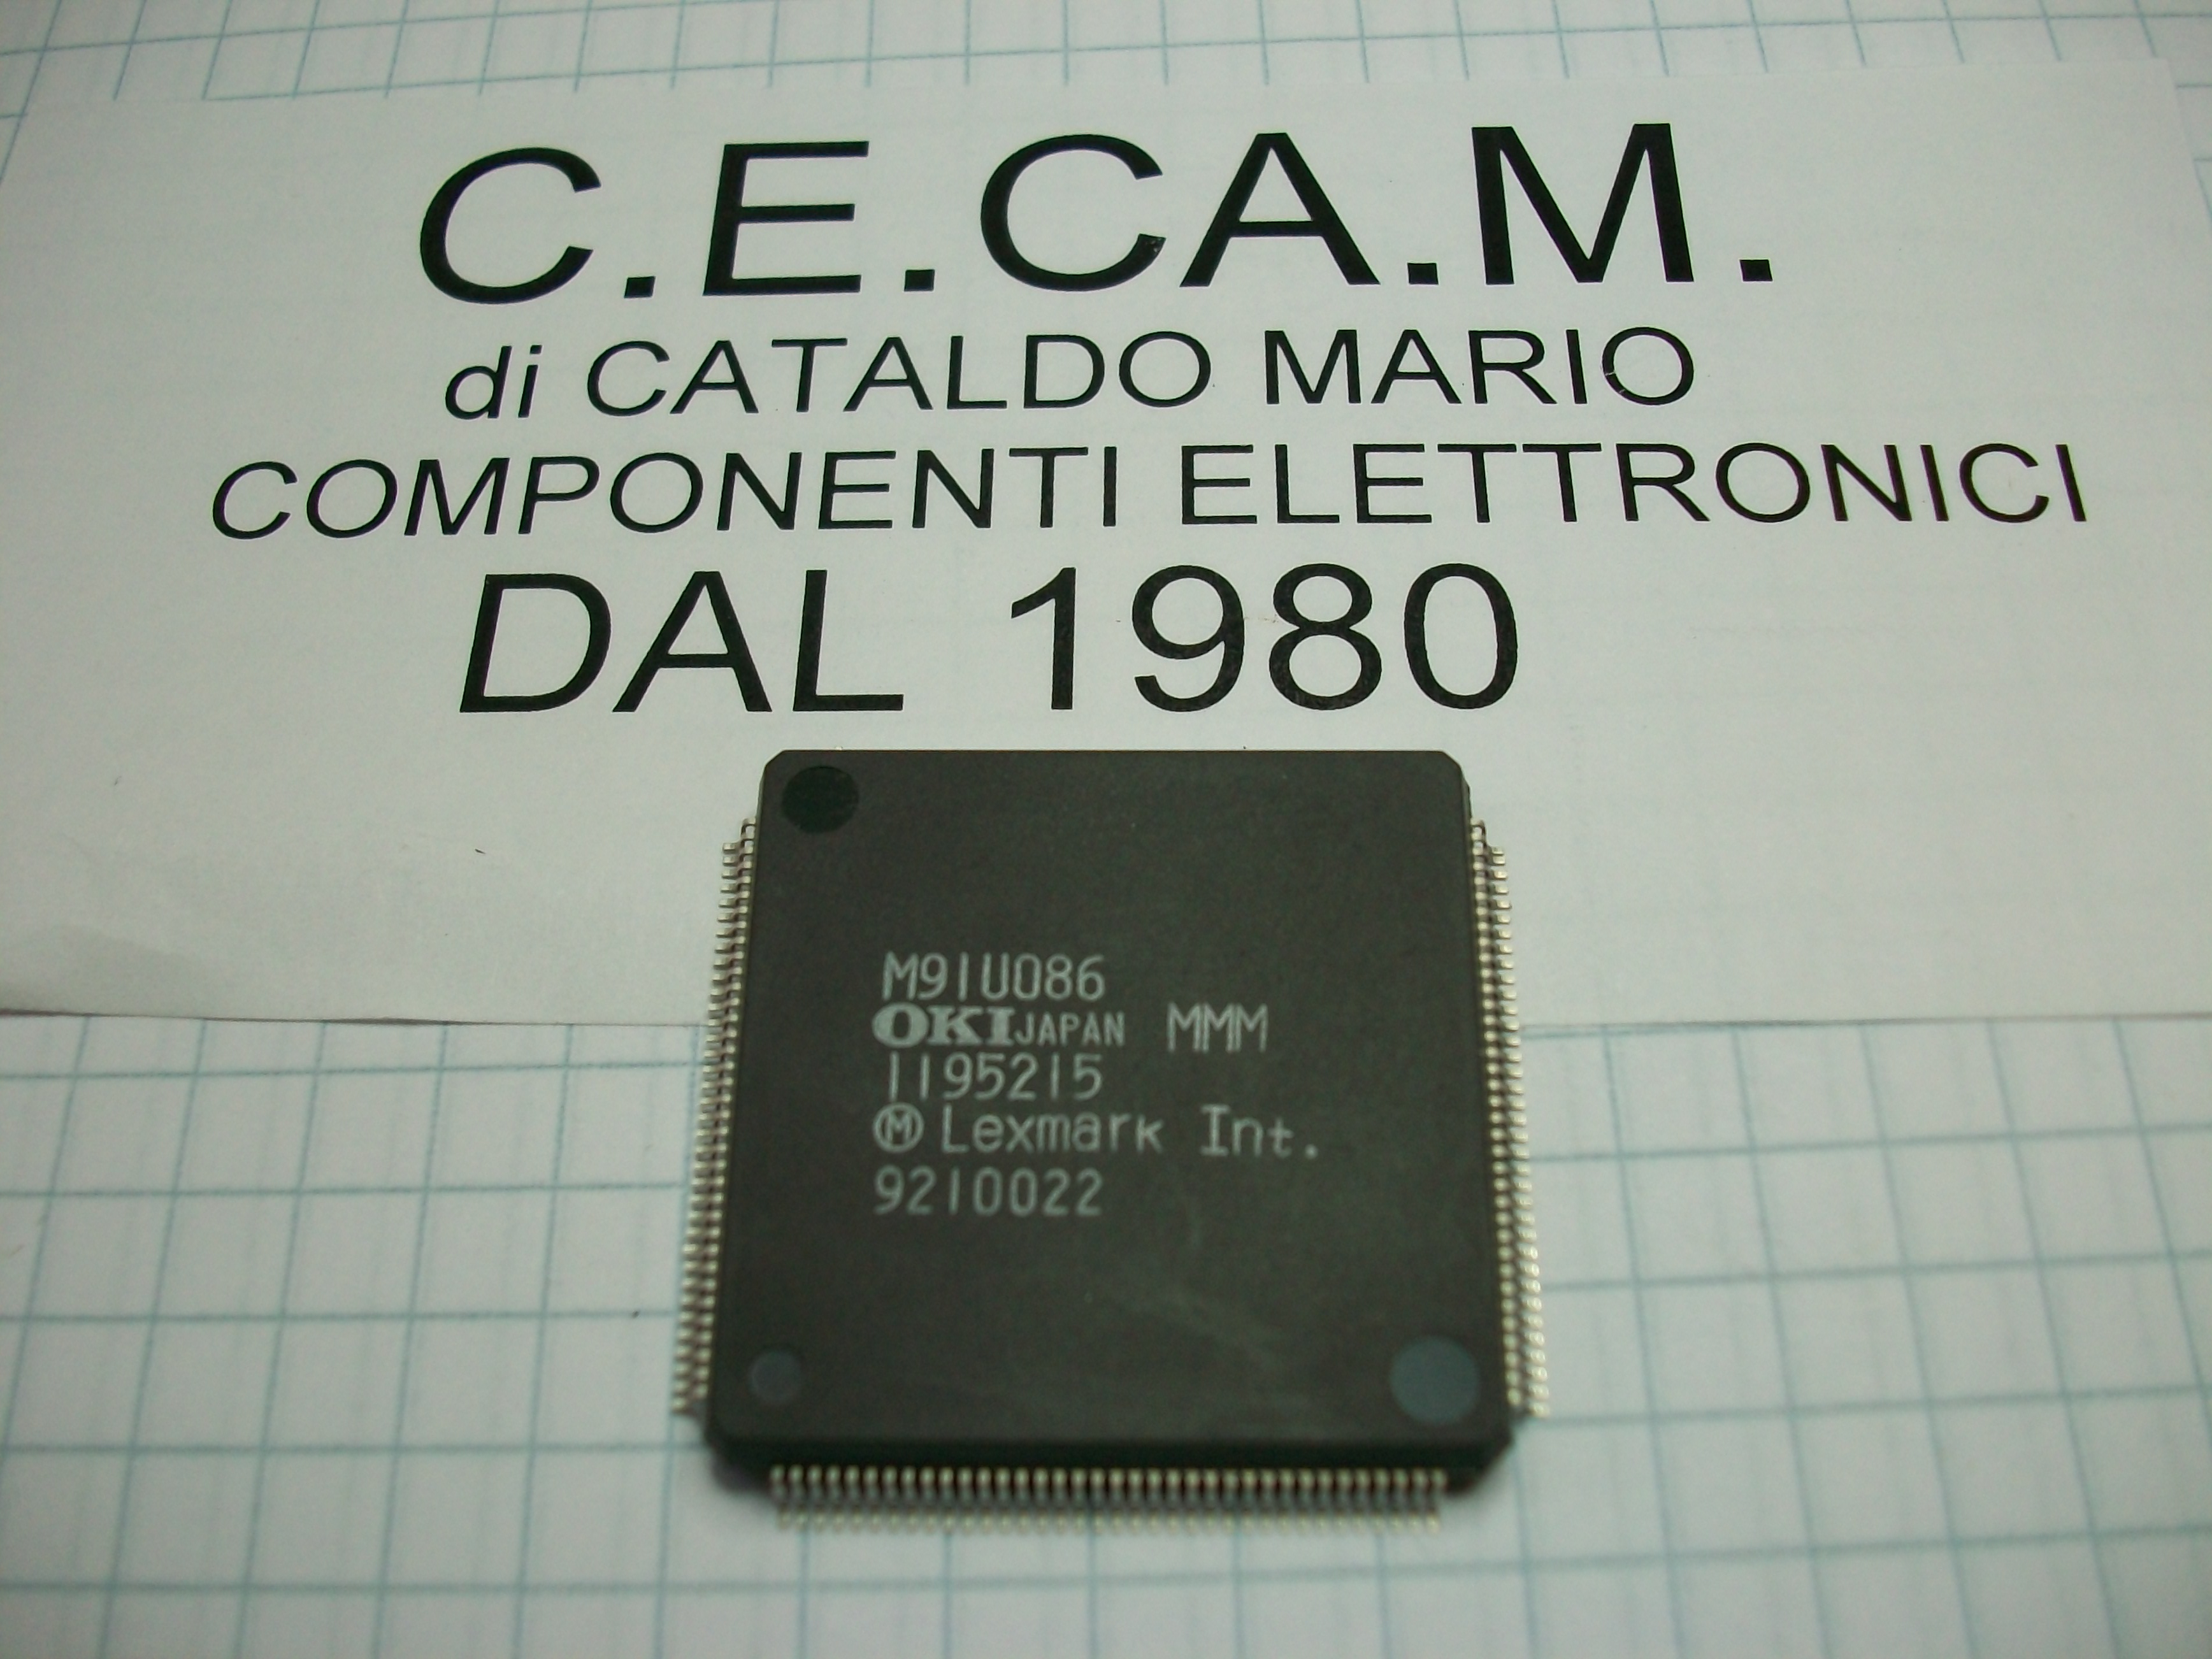 C.E.CA.M.
di CATALDO MARIO
COMPONENTI ELETTRONICI
DAL 1980
M91U086
OKI JAPAN MMM
1195215
Ⓜ Lexmark Int.
9210022